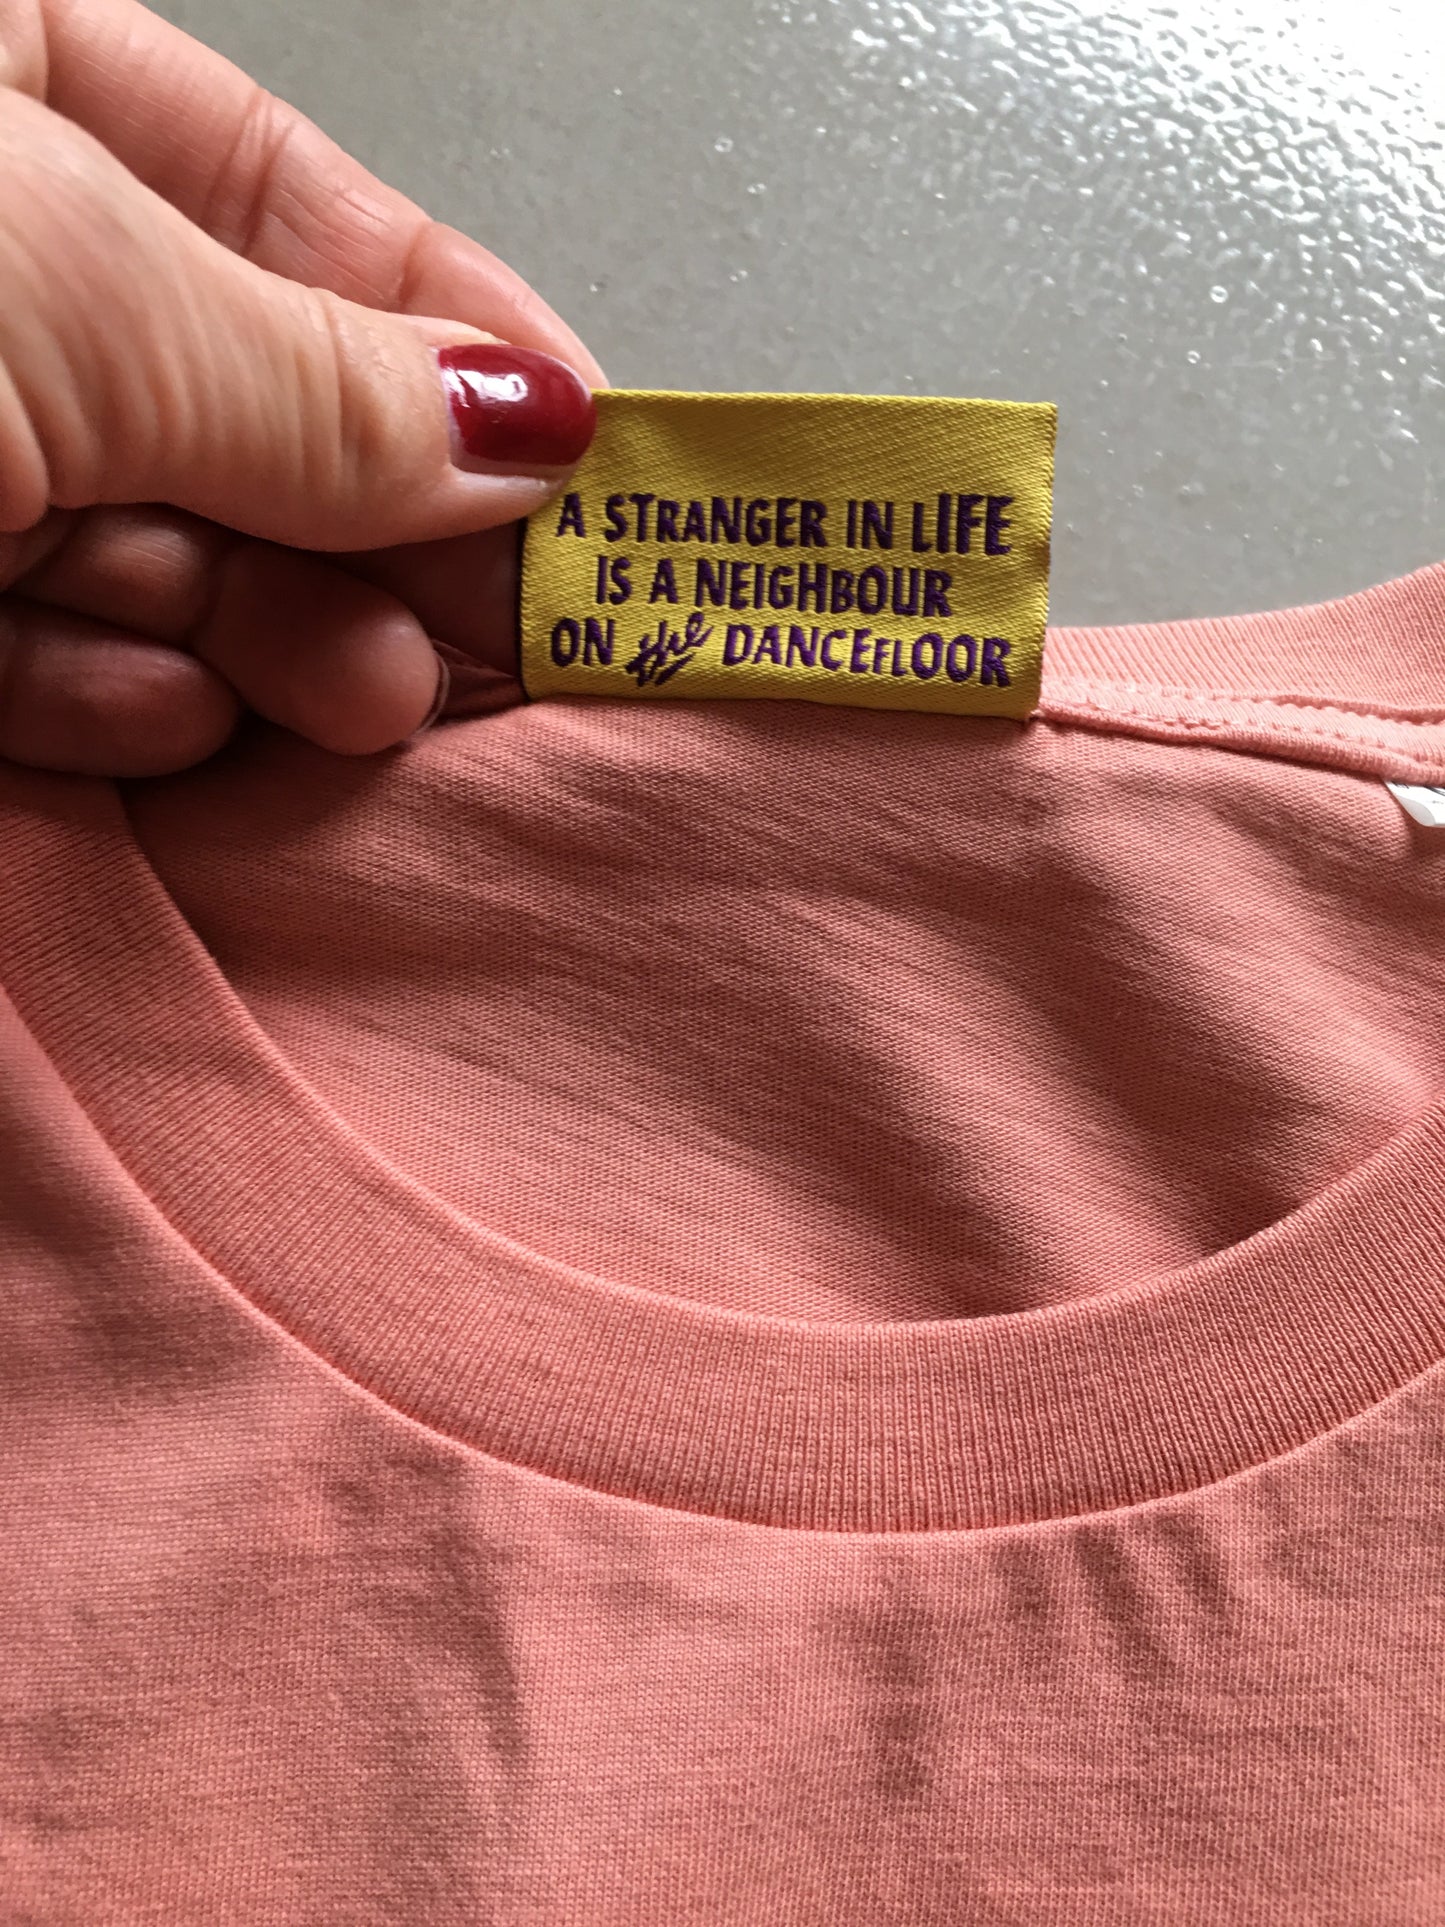 A STRANGER IN LIFE
IS A NEIGHBOUR
ON the DANCEFLOOR